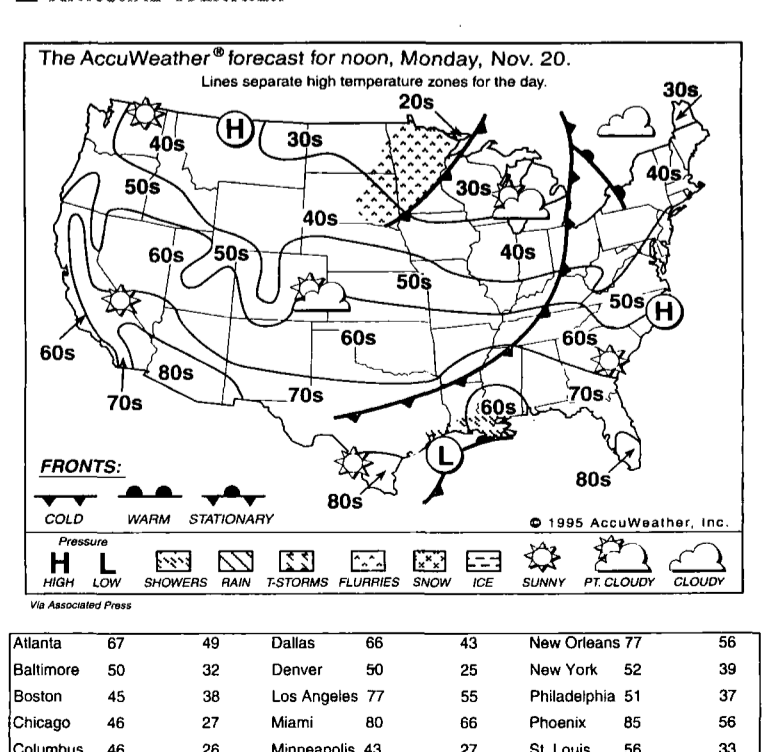 The AccuWeather® forecast for noon, Monday, Nov. 20.
Lines separate high temperature zones for the day.
20s
30s
40s
30s
50s
30s
40s
40s
40s
60s
50s
50s
50s
60s
60s
60s
80s
70s
70s
60s
70s
80s
80s
H
H
L
FRONTS:
COLD WARM STATIONARY
© 1995 AccuWeather, Inc.
Pressure
H L
HIGH LOW SHOWERS RAIN T-STORMS FLURRIES SNOW ICE SUNNY PT. CLOUDY CLOUDY
Via Associated Press
Atlanta 67 49 Dallas 66 43 New Orleans 77 56
Baltimore 50 32 Denver 50 25 New York 52 39
Boston 45 38 Los Angeles 77 55 Philadelphia 51 37
Chicago 46 27 Miami 80 66 Phoenix 85 56
Columbus 46 26 Minneapolis 43 27 St. Louis 56 33